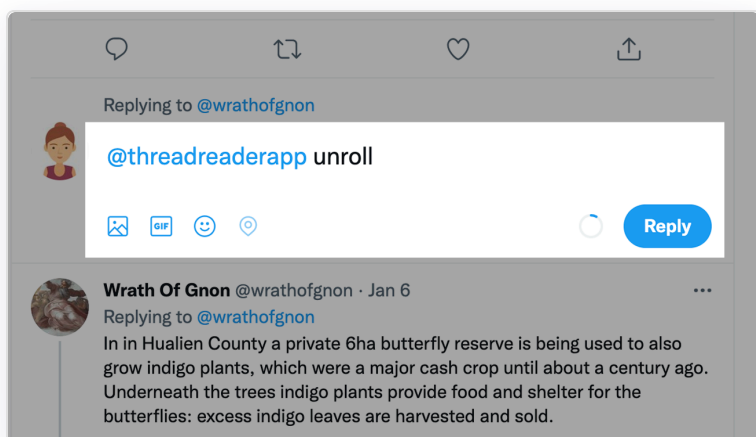 Replying to @wrathofgnon
@threadreaderapp unroll
GIF
Reply
Wrath Of Gnon @wrathofgnon · Jan 6
Replying to @wrathofgnon
In in Hualien County a private 6ha butterfly reserve is being used to also
grow indigo plants, which were a major cash crop until about a century ago.
Underneath the trees indigo plants provide food and shelter for the
butterflies: excess indigo leaves are harvested and sold.